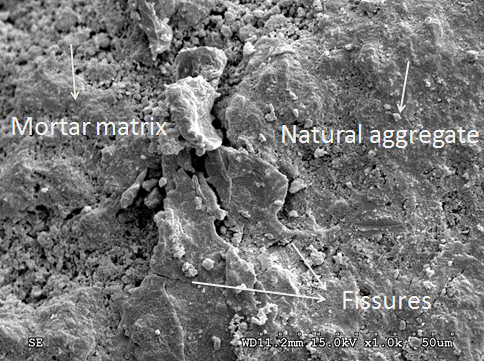 Mortar matrix
Natural aggregate
Fissures
SE
WD11.2mm 15.0kV x1.0k 50um